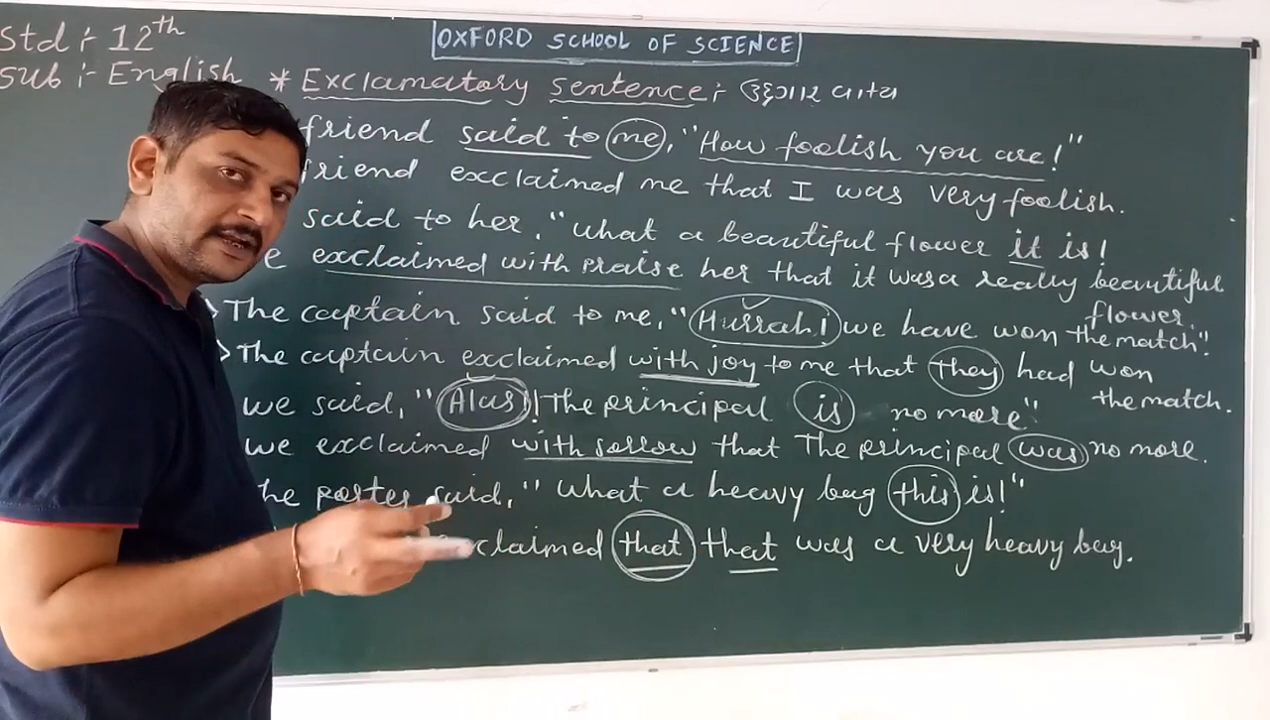 Std :- 12th
OXFORD SCHOOL OF SCIENCE
Sub :- English * Exclamatory sentence :- ઉદ્દગાર વાક્ય
friend said to me, "How foolish you are!"
friend exclaimed me that I was very foolish.
said to her, "what a beautiful flower it is!
e exclaimed with praise her that it was a really beautiful
flower.
The captain said to me, "Hurrah! we have won the match".
The captain exclaimed with joy to me that they had won
the match.
we said, "Alas! The principal is no more"
we exclaimed with sorrow that The principal was no more.
he porter said, "what a heavy bag this is!"
exclaimed that that was a very heavy bag.